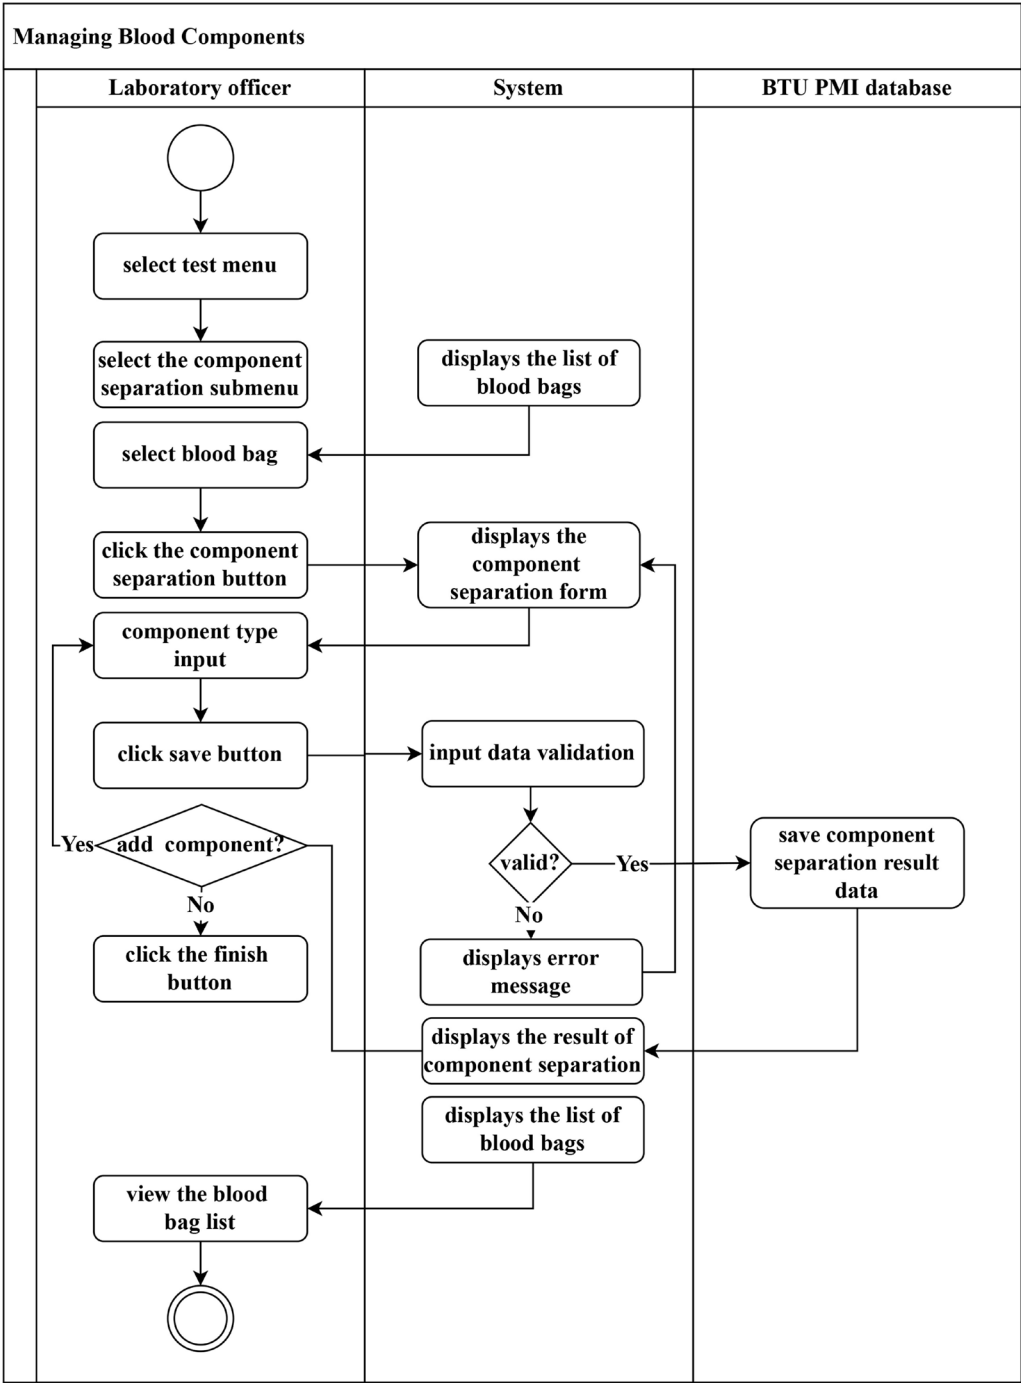 Managing Blood Components
Laboratory officer
System
BTU PMI database
select test menu
select the component
separation submenu
displays the list of
blood bags
select blood bag
click the component
separation button
displays the
component
separation form
component type
input
click save button
input data validation
add component?
Yes
No
valid?
Yes
No
save component
separation result
data
click the finish
button
displays error
message
displays the result of
component separation
displays the list of
blood bags
view the blood
bag list